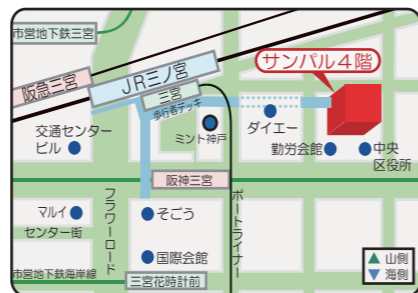 市営地下鉄三宮
サンパル4階
阪急三宮
JR三ノ宮
三宮
歩行者デッキ
交通センター
ビル
ミント神戸
ダイエー
勤労会館
中央
区役所
阪神三宮
マルイ
センター街
フラワーロード
そごう
ポートライナー
国際会館
市営地下鉄海岸線
三宮花時計前
▲山側
▼海側